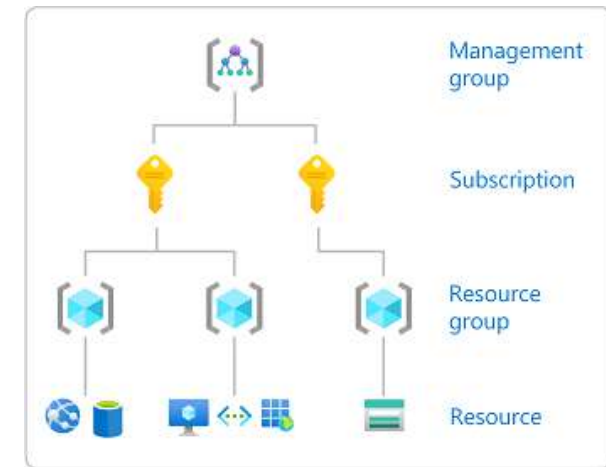 Management
group
Subscription
Resource
group
Resource